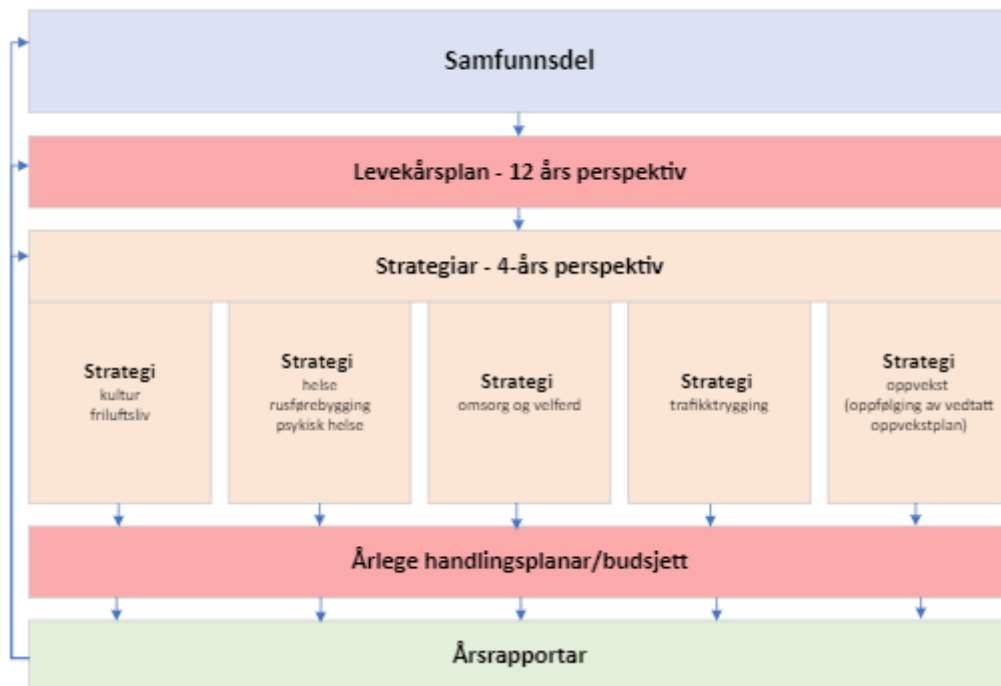 Samfunnsdel
Levekårsplan - 12 års perspektiv
Strategiar - 4-års perspektiv
Strategi
kultur
friluftsliv
Strategi
helse
rusførebygging
psykisk helse
Strategi
omsorg og velferd
Strategi
trafikktrygging
Strategi
oppvekst
(oppfølging av vedtatt
oppvekstplan)
Årlege handlingsplanar/budsjett
Årsrapportar